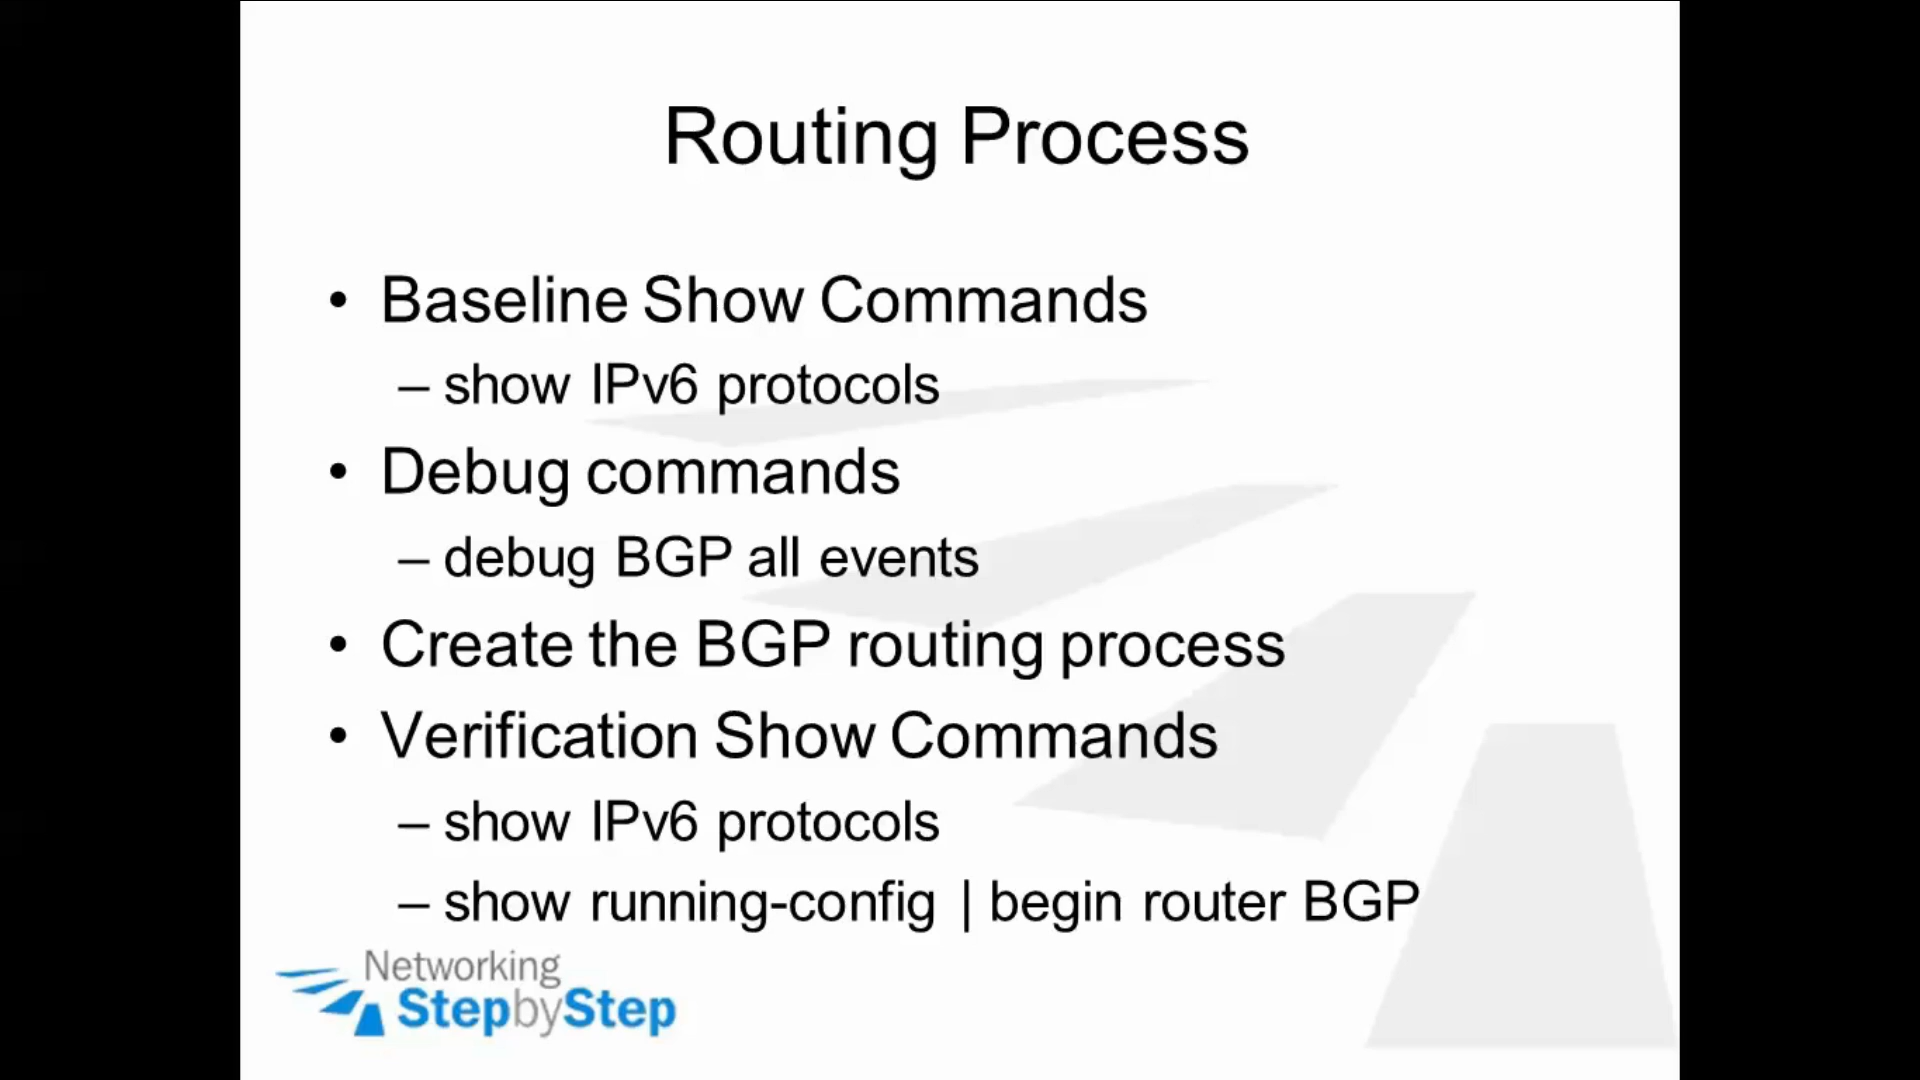 Routing Process
• Baseline Show Commands
– show IPv6 protocols
• Debug commands
– debug BGP all events
• Create the BGP routing process
• Verification Show Commands
– show IPv6 protocols
– show running-config | begin router BGP
Networking
StepbyStep